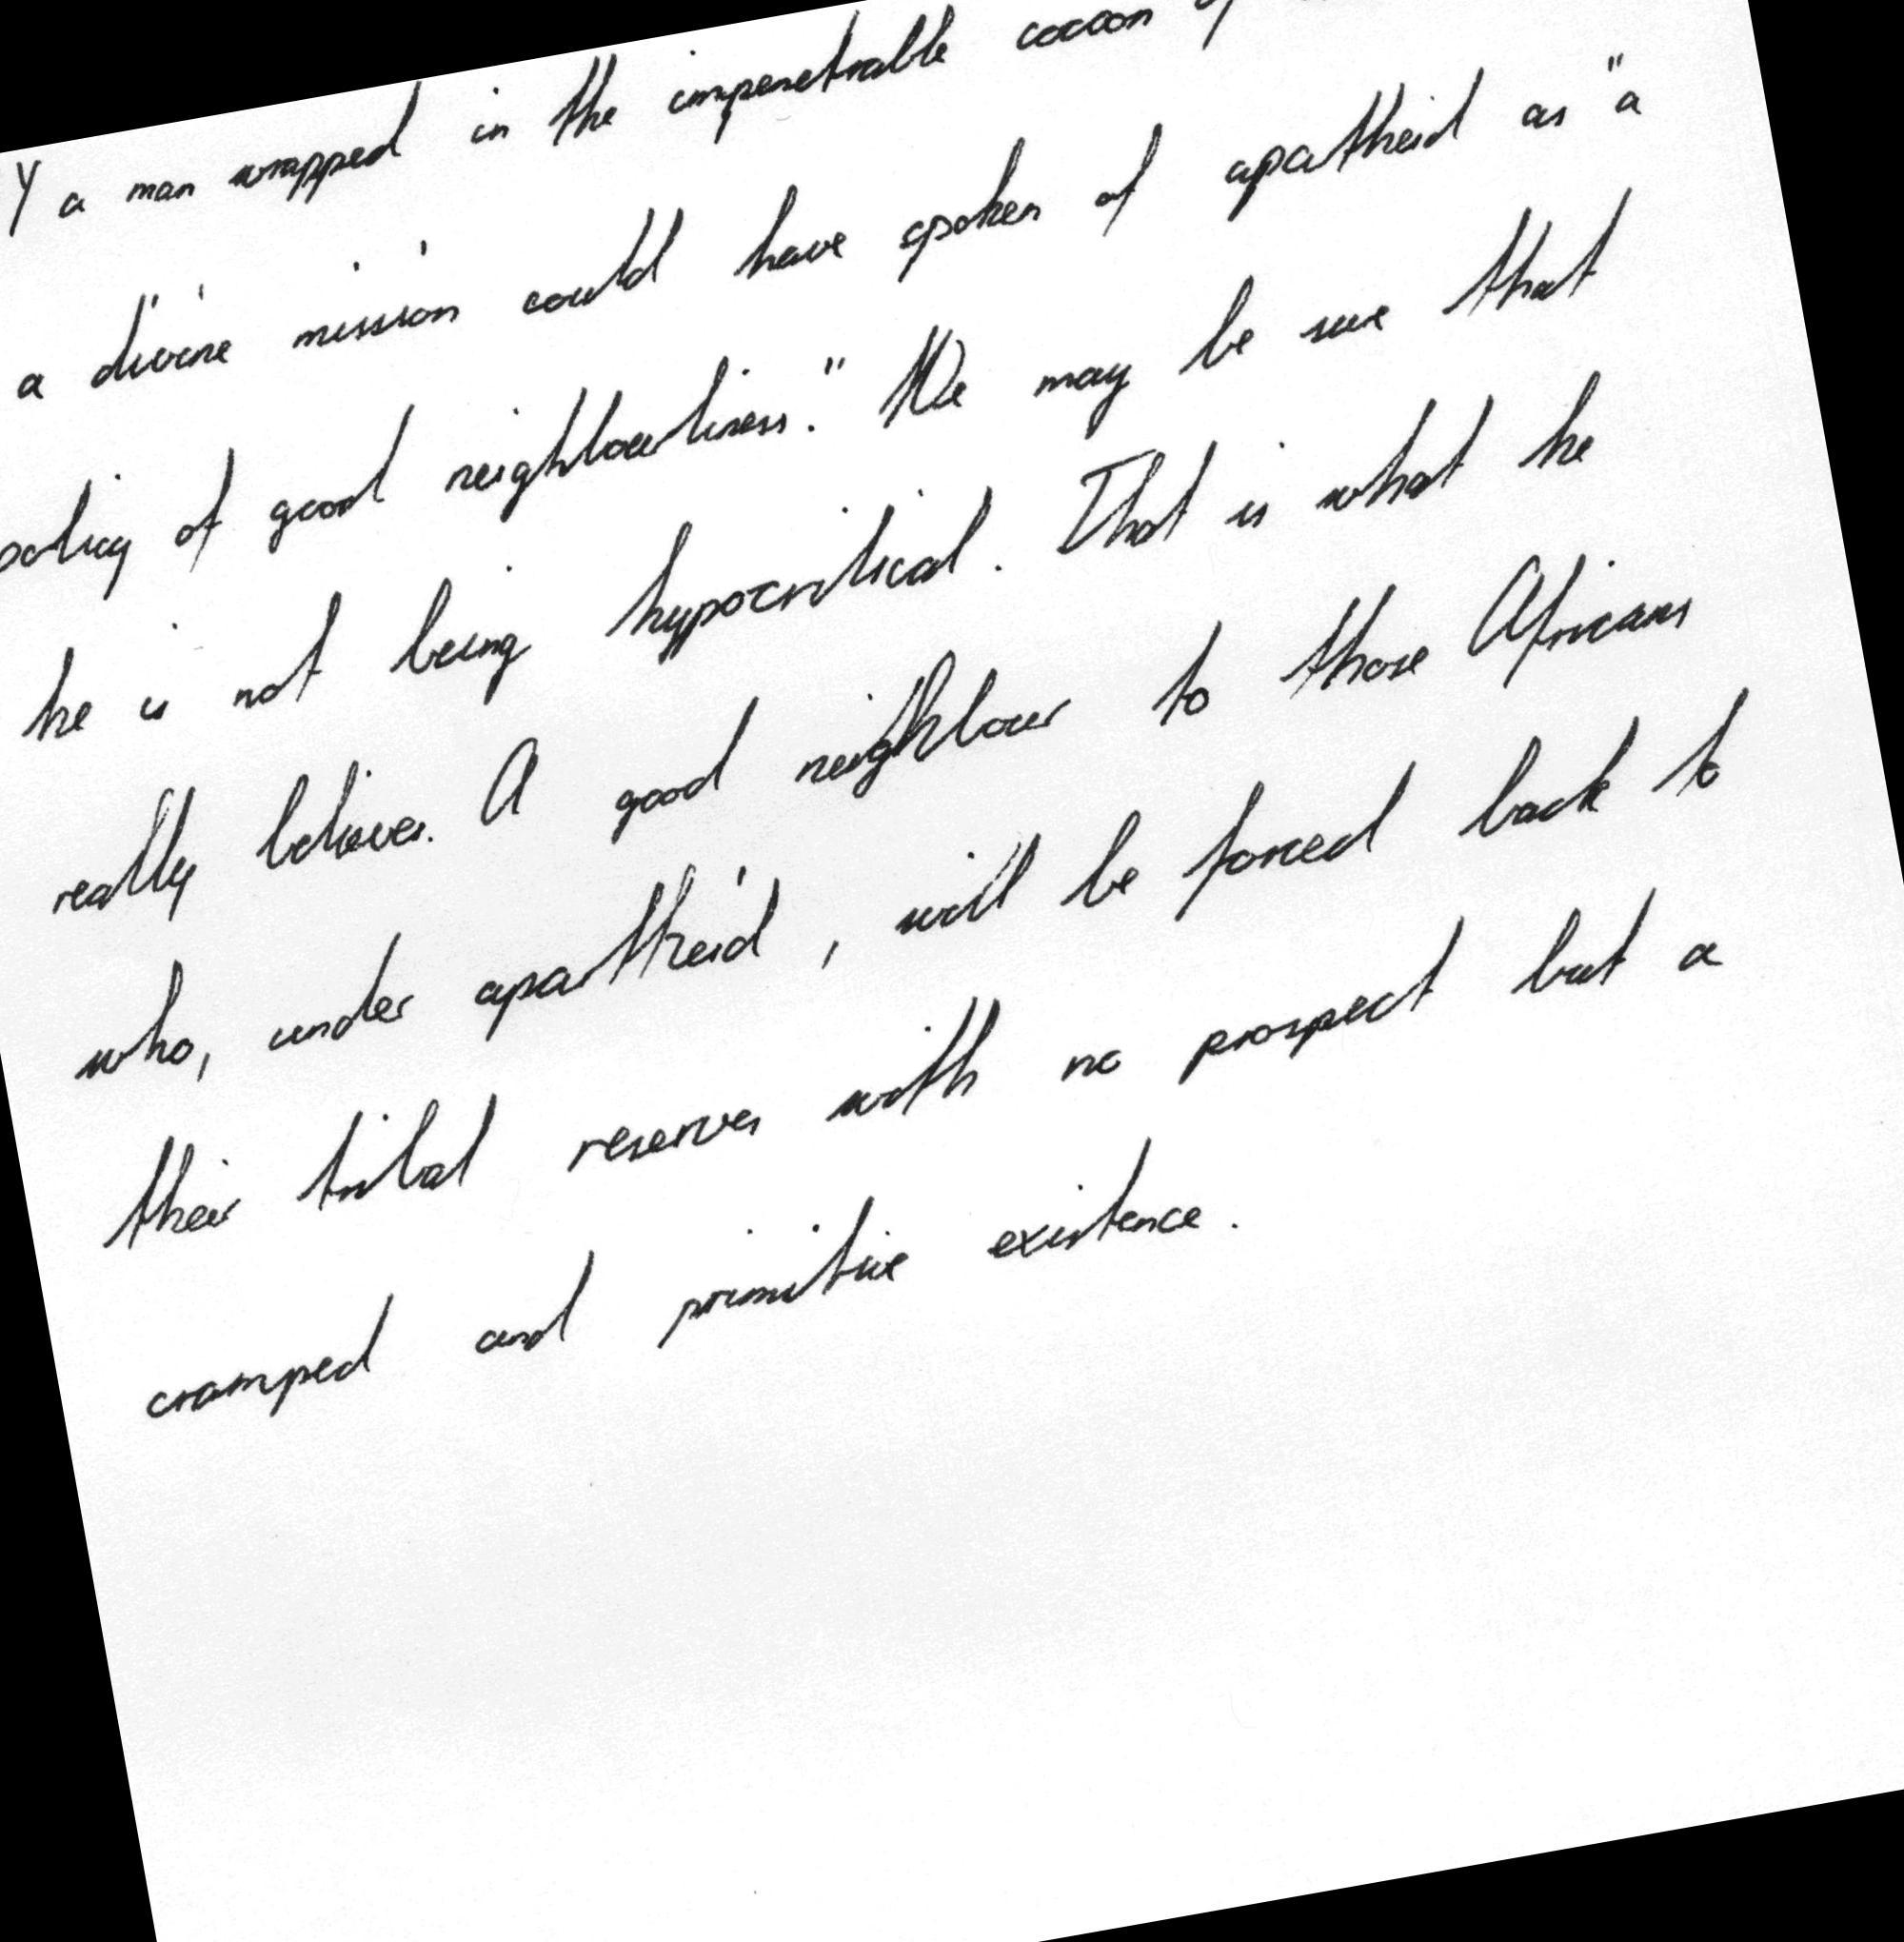 a man wrapped in the impenetrable cocoon of
a divine mission could have spoken of apartheid as "a
policy of good neighbourliness." We may be sure that
he is not being hypocritical. That is what he
really believes. A good neighbour to those Africans
who, under apartheid, will be forced back to
their tribal reserves with no prospect but a
cramped and primitive existence.